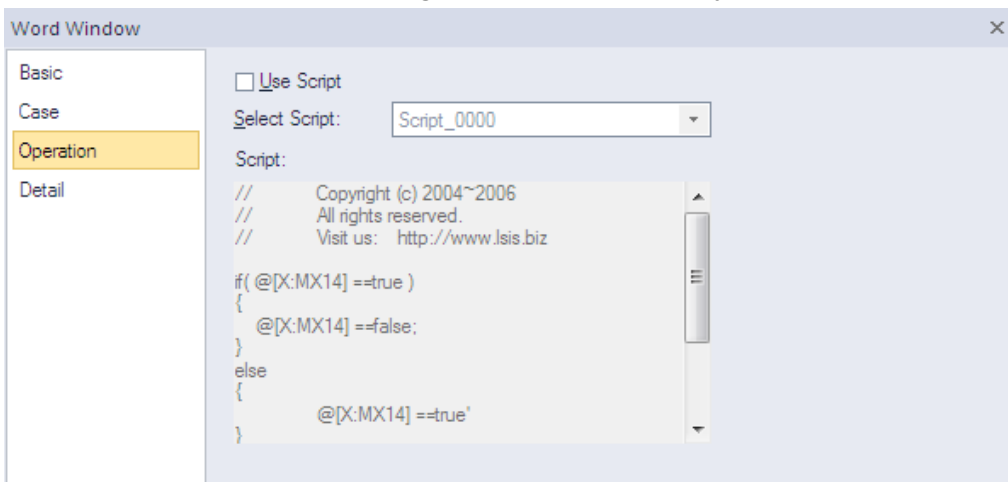 Word Window
Basic
Case
Operation
Detail
Use Script
Select Script: Script_0000
Script:
// Copyright (c) 2004~2006
// All rights reserved.
// Visit us: http://www.lsis.biz
if( @[X:MX14] ==true )
{
@[X:MX14] ==false;
}
else
{
@[X:MX14] ==true'
}